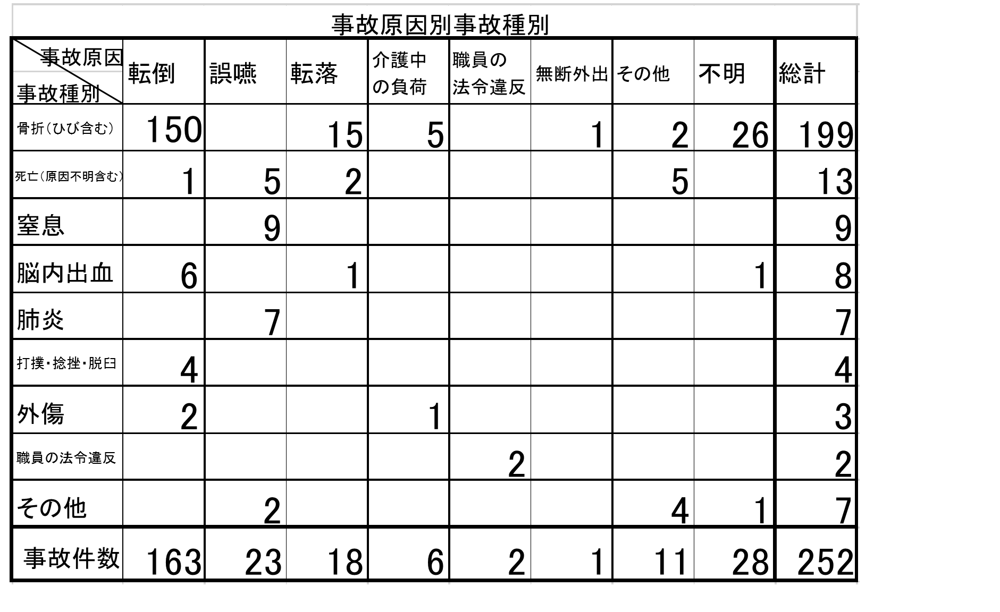 事故原因別事故種別
事故原因
事故種別
転倒 誤嚥 転落 介護中の負荷 職員の法令違反 無断外出 その他 不明 総計
骨折（ひび含む） 150 15 5 1 2 26 199
死亡（原因不明含む） 1 5 2 5 13
窒息 9 9
脳内出血 6 1 1 8
肺炎 7 7
打撲・捻挫・脱臼 4 4
外傷 2 1 3
職員の法令違反 2 2
その他 2 4 1 7
事故件数 163 23 18 6 2 1 11 28 252